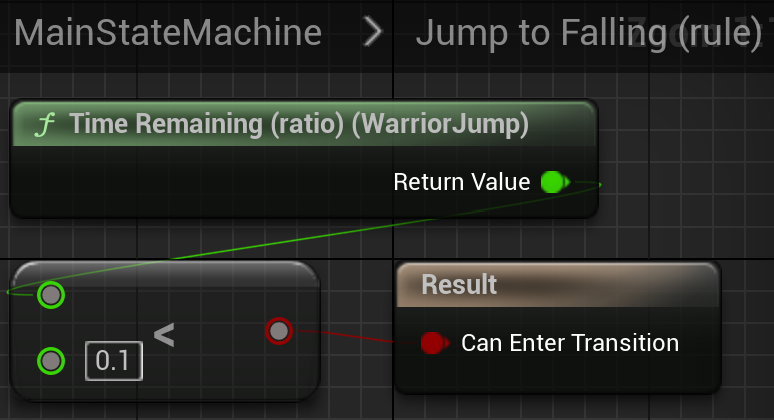 MainStateMachine > Jump to Falling (rule)
f Time Remaining (ratio) (WarriorJump)
Return Value
0.1 <
Result
Can Enter Transition